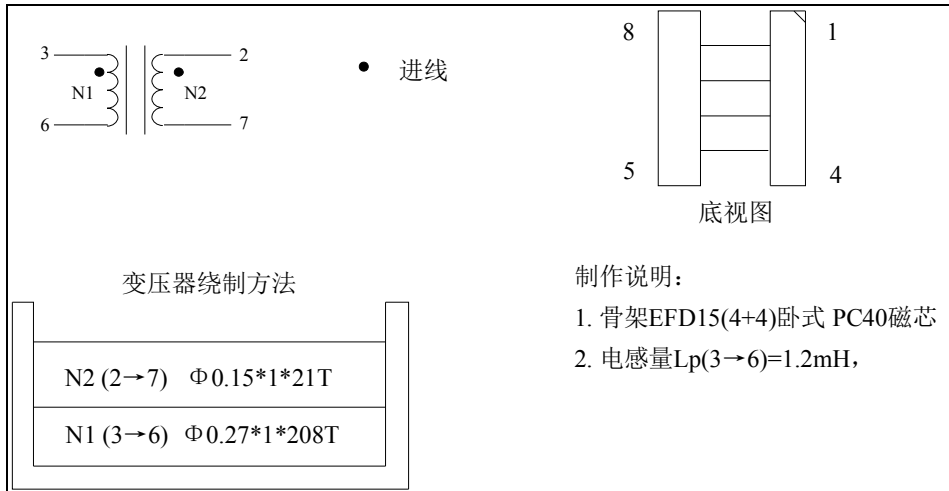 3
2
N1
N2
6
7
● 进线
8
1
5
4
底视图
变压器绕制方法
N2 (2→7) Φ0.15*1*21T
N1 (3→6) Φ0.27*1*208T
制作说明：
1. 骨架EFD15(4+4)卧式 PC40磁芯
2. 电感量Lp(3→6)=1.2mH，